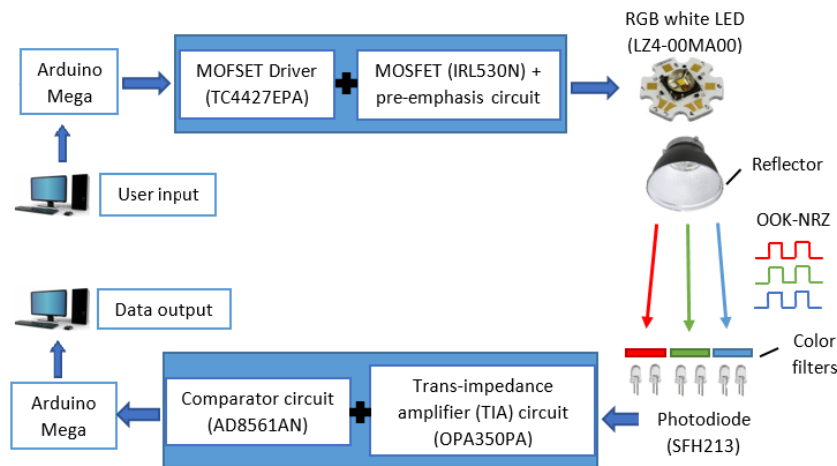 RGB white LED
(LZ4-00MA00)
Arduino
Mega
MOFSET Driver
(TC4427EPA)
MOSFET (IRL530N) +
pre-emphasis circuit
User input
Reflector
OOK-NRZ
Data output
Color
filters
Arduino
Mega
Comparator circuit
(AD8561AN)
Trans-impedance
amplifier (TIA) circuit
(OPA350PA)
Photodiode
(SFH213)